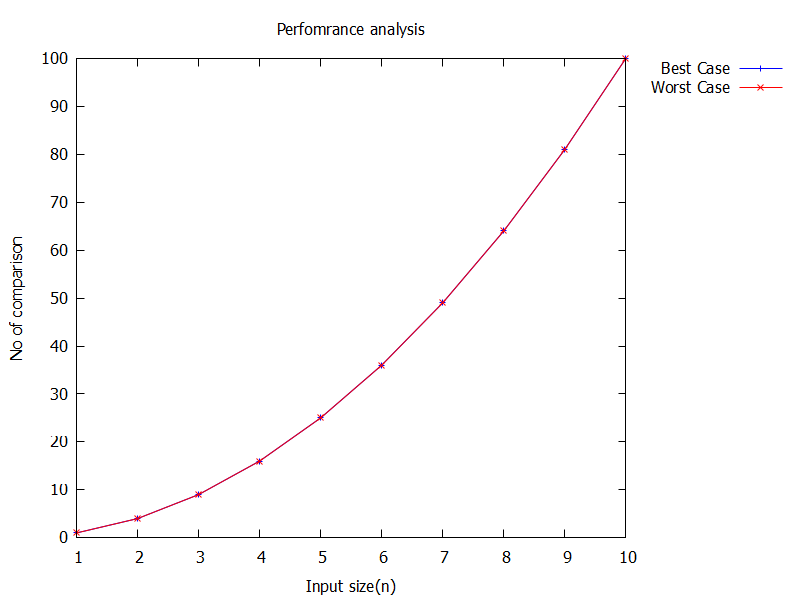 Perfomrance analysis
Best Case
Worst Case
100
90
80
70
60
50
40
30
20
10
0
No of comparison
1 2 3 4 5 6 7 8 9 10
Input size(n)